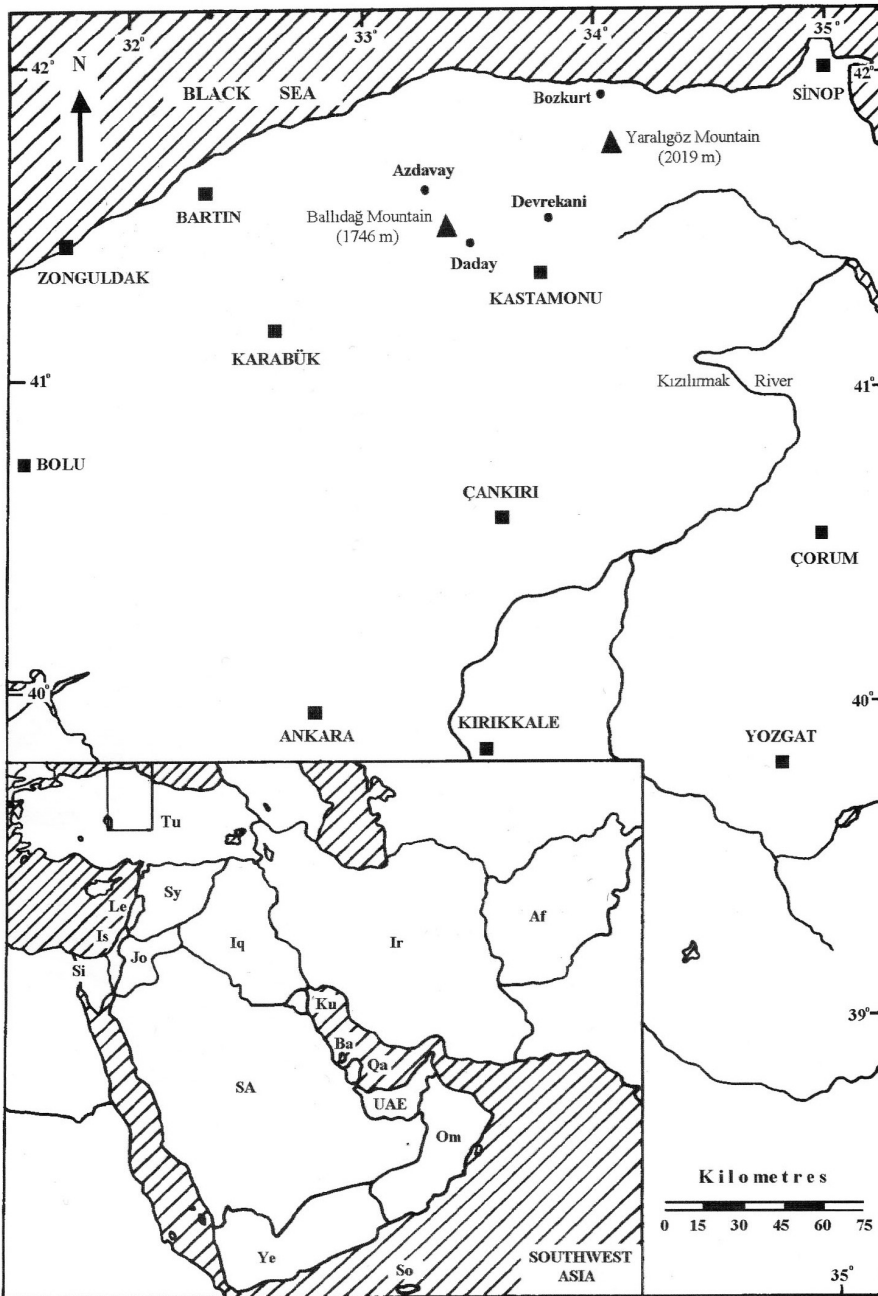 32°
33°
34°
35°
42°
42°
N
BLACK SEA
SİNOP
Bozkurt
Yaralıgöz Mountain
(2019 m)
Azdavay
BARTIN
Ballıdağ Mountain
(1746 m)
Devrekani
Daday
ZONGULDAK
KASTAMONU
KARABÜK
41°
Kızılırmak River
41°
BOLU
ÇANKIRI
ÇORUM
40°
40°
ANKARA
KIRIKKALE
YOZGAT
Tu
Sy
Le
Is
Iq
Ir
Af
Jo
Si
Ku
39°
Ba
Qa
SA
UAE
Om
Kilometres
0 15 30 45 60 75
Ye
So
SOUTHWEST
ASIA
35°